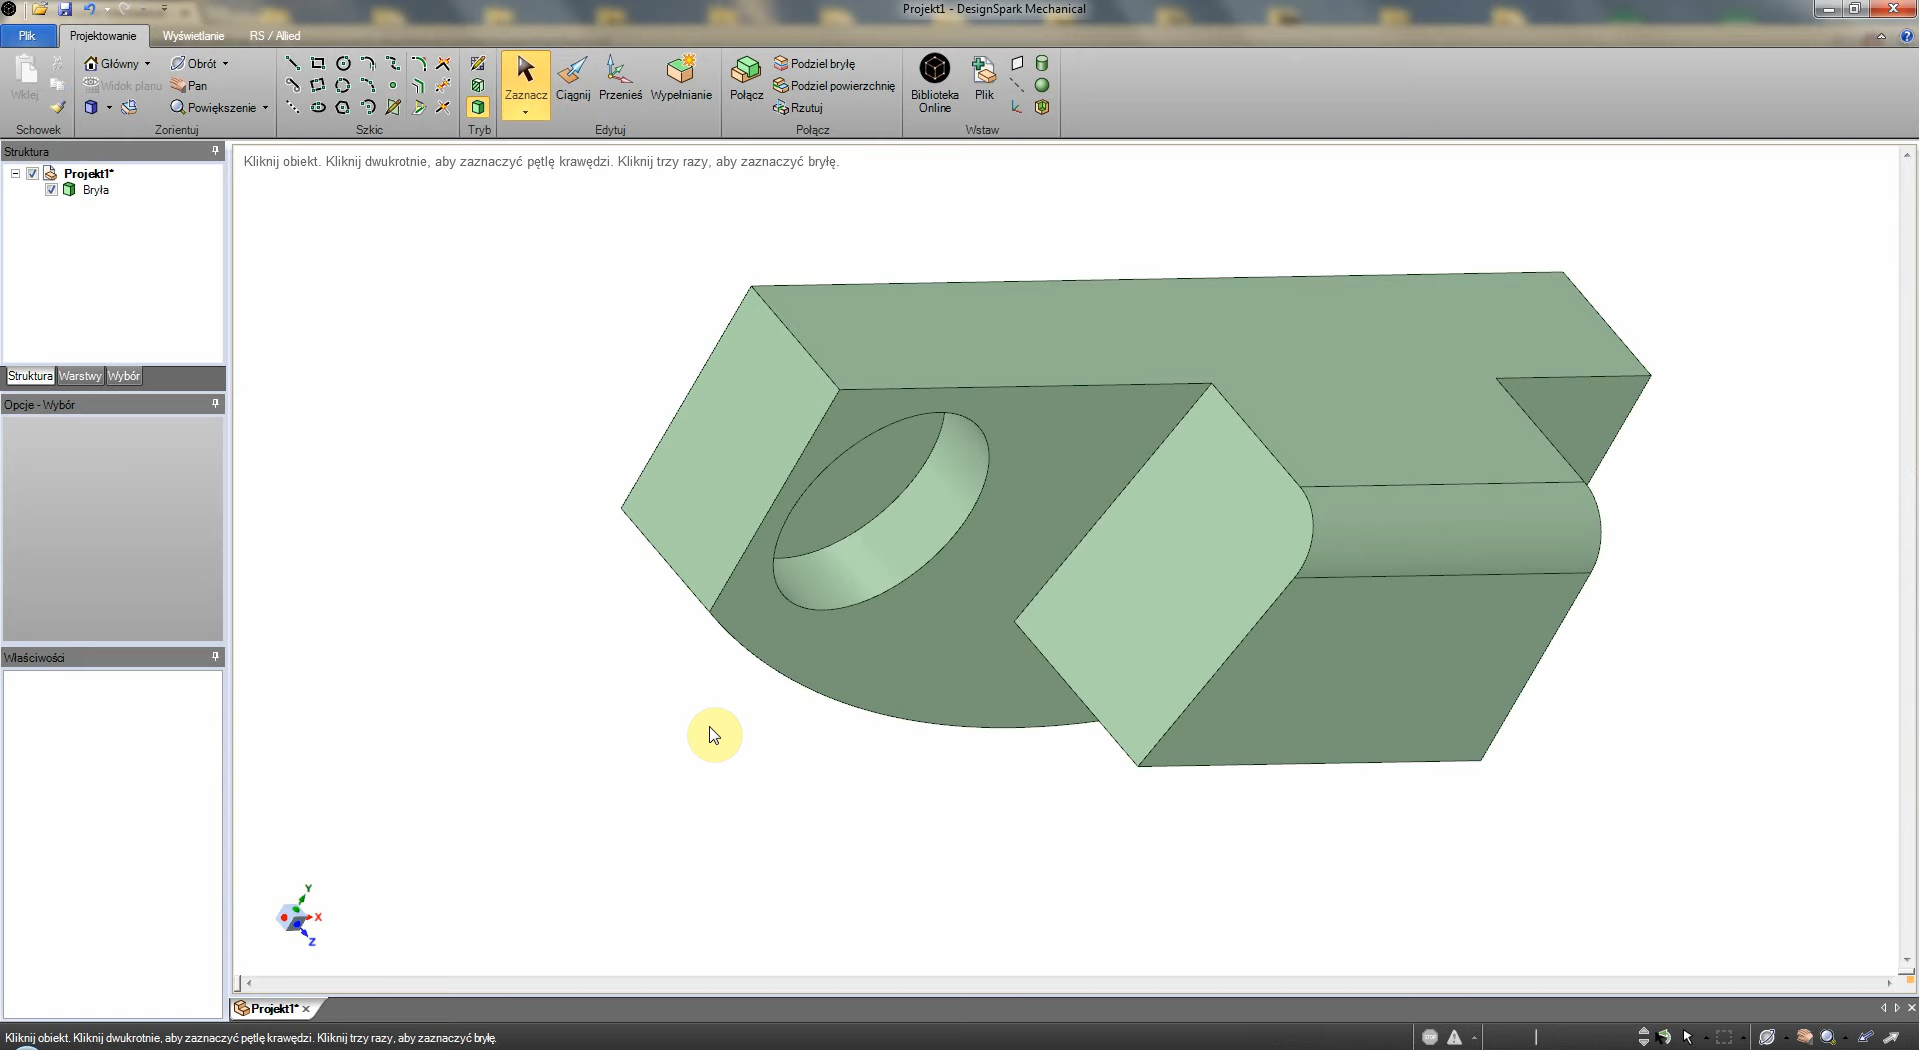 Projekt1 - DesignSpark Mechanical
Plik
Projektowanie
Wyświetlanie
RS / Allied
Wklej
Schowek
Główny
Widok planu
Obrót
Pan
Powiększenie
Zorientuj
Szkic
Tryb
Zaznacz
Ciągnij
Przenieś
Wypełnianie
Edytuj
Połącz
Podziel bryłę
Podziel powierzchnię
Rzutuj
Połącz
Biblioteka
Online
Plik
Wstaw
Struktura
Projekt1*
Bryła
Struktura
Warstwy
Wybór
Opcje - Wybór
Właściwości
Kliknij obiekt. Kliknij dwukrotnie, aby zaznaczyć pętlę krawędzi. Kliknij trzy razy, aby zaznaczyć bryłę.
Y
X
Z
Projekt1*
Kliknij obiekt. Kliknij dwukrotnie, aby zaznaczyć pętlę krawędzi. Kliknij trzy razy, aby zaznaczyć bryłę.